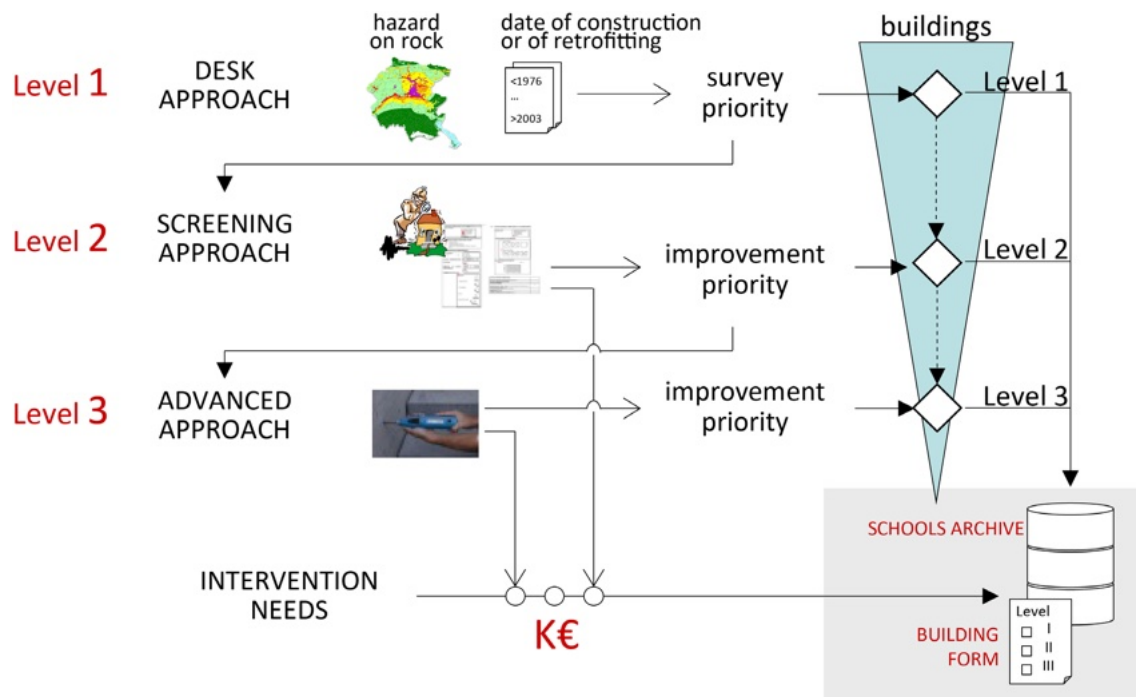 hazard
on rock
date of construction
or of retrofitting
buildings
Level 1
DESK
APPROACH
<1976
...
>2003
survey
priority
Level 1
Level 2
SCREENING
APPROACH
improvement
priority
Level 2
Level 3
ADVANCED
APPROACH
improvement
priority
Level 3
SCHOOLS ARCHIVE
INTERVENTION
NEEDS
K€
BUILDING
FORM
Level
I
II
III